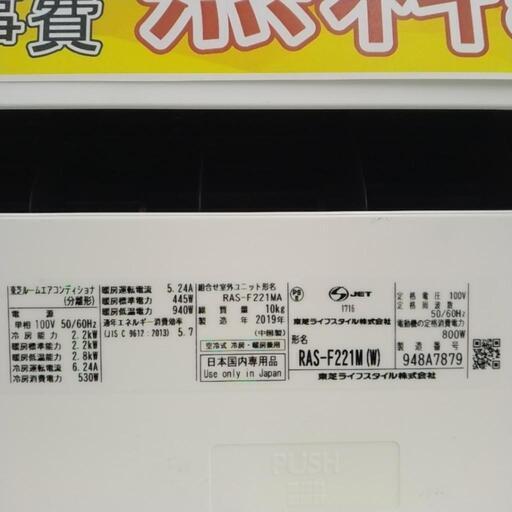 事費 無料
東芝ルームエアコンディショナ
(分離形)
電源
単相 100V 50/60Hz
冷房能力 2.2kW
暖房標準能力 2.2kW
暖房低温能力 2.8kW
冷房運転電流 6.24A
冷房消費電力 530W
暖房運転電流 5.24A
暖房標準電力 445W
暖房低温電力 940W
通年エネルギー消費効率
(JIS C 9612:2013) 5.7
組合せ室外ユニット形名
RAS-F221MA
総質量 10kg
製造年 2019年
(中国製)
空冷式 冷房・暖房兼用
日本国内専用品
Use only in Japan
PS E
JET
1716
東芝ライフスタイル株式会社
形名
RAS-F221M(W)
定格電圧 100V
定格周波数
50/60Hz
電動機の定格消費電力
800W
製造番号
948A7879
東芝ライフスタイル株式会社
PUSH